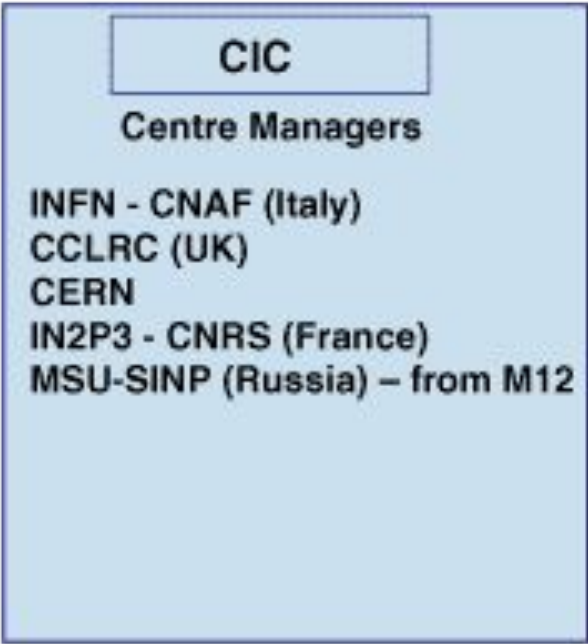 CIC
Centre Managers
INFN - CNAF (Italy)
CCLRC (UK)
CERN
IN2P3 - CNRS (France)
MSU-SINP (Russia) – from M12